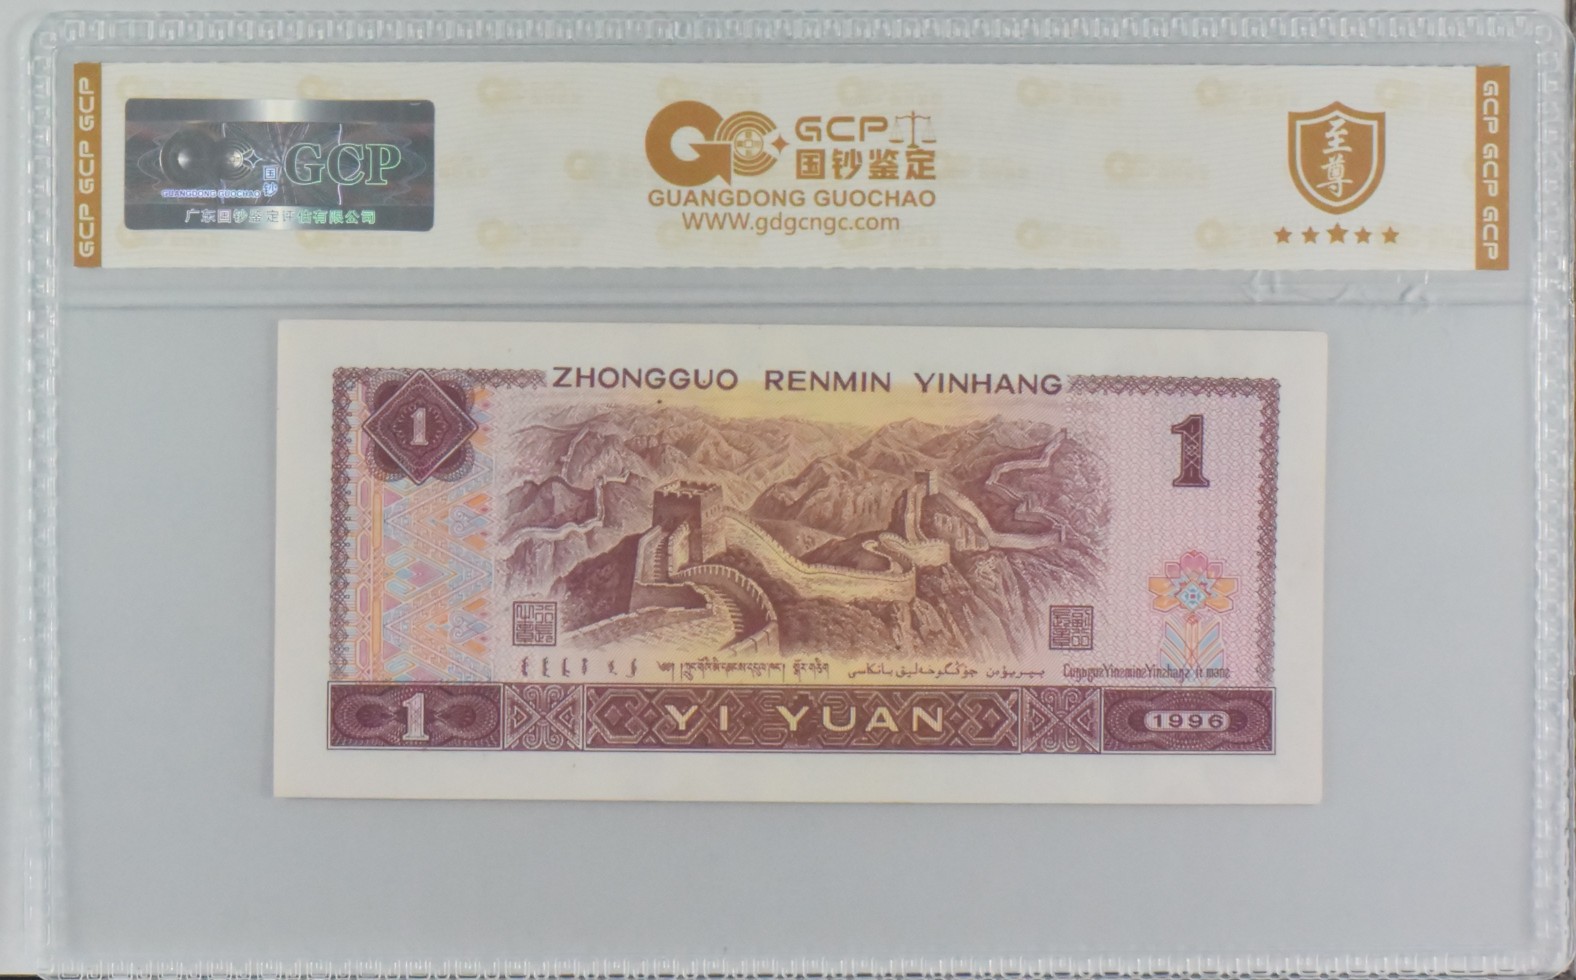 GCP GCP GCP
GCP
国钞
GUANGDONG GUOCHAO
广东国钞鉴定评估有限公司
GCP
国钞鉴定
GUANGDONG GUOCHAO
WWW.gdgcngc.com
至尊
GCP GCP GCP
ZHONGGUO RENMIN YINHANG
1
1
1
YI YUAN
1996